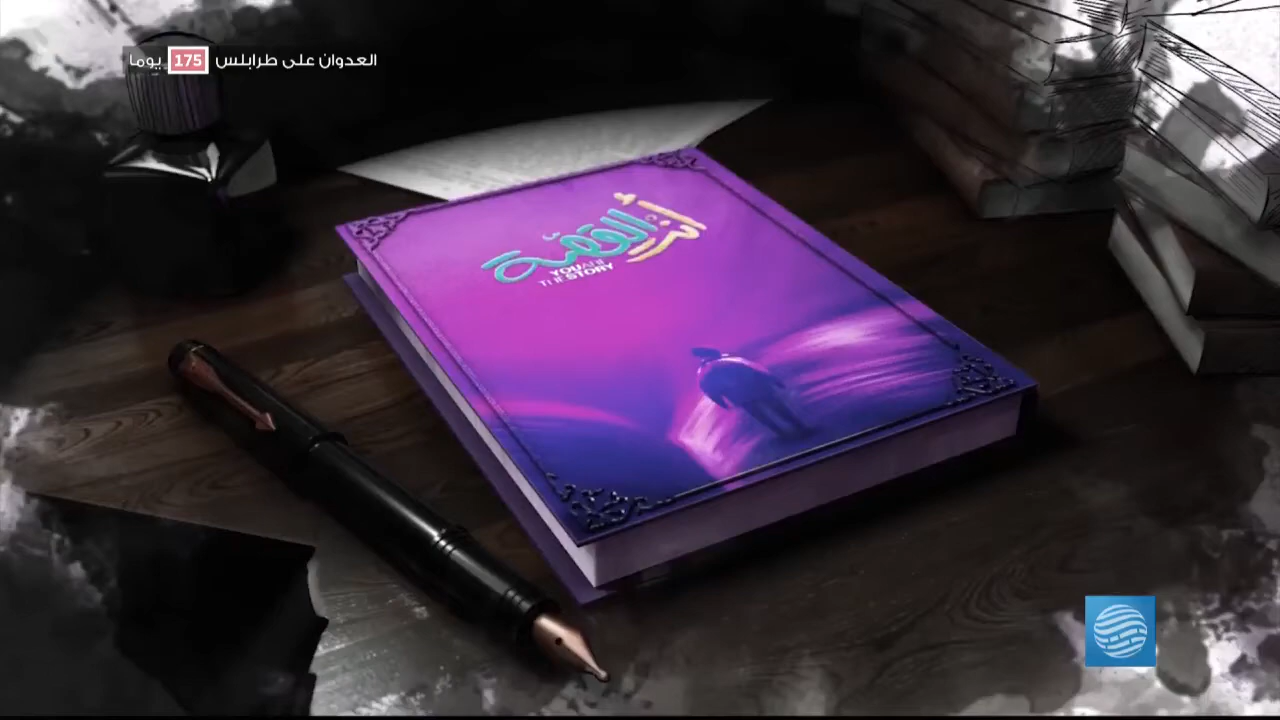 العدوان على طرابلس 175 يوما
أنت القصة
YOU ARE
THE STORY